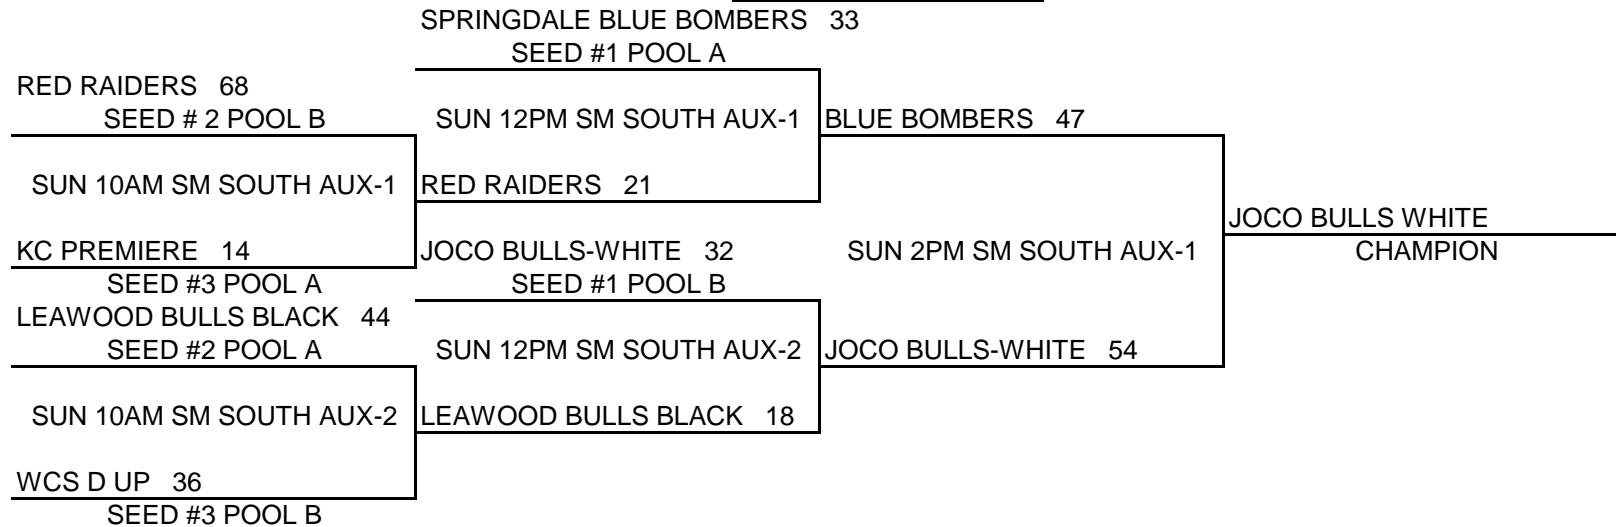 SPRINGDALE BLUE BOMBERS 33
SEED #1 POOL A
RED RAIDERS 68
SEED # 2 POOL B
SUN 12PM SM SOUTH AUX-1
BLUE BOMBERS 47
SUN 10AM SM SOUTH AUX-1
RED RAIDERS 21
JOCO BULLS WHITE
KC PREMIERE 14
JOCO BULLS-WHITE 32
SUN 2PM SM SOUTH AUX-1
CHAMPION
SEED #3 POOL A
SEED #1 POOL B
LEAWOOD BULLS BLACK 44
SEED #2 POOL A
SUN 12PM SM SOUTH AUX-2
JOCO BULLS-WHITE 54
SUN 10AM SM SOUTH AUX-2
LEAWOOD BULLS BLACK 18
WCS D UP 36
SEED #3 POOL B